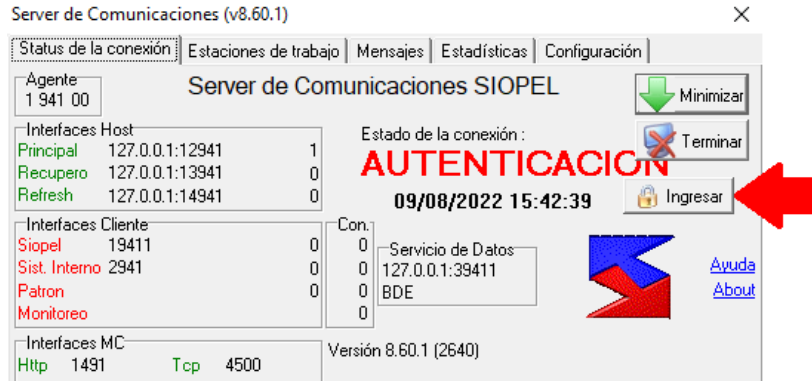 Server de Comunicaciones (v8.60.1)
Status de la conexión Estaciones de trabajo Mensajes Estadísticas Configuración
Agente
1 941 00
Server de Comunicaciones SIOPEL
Minimizar
Interfaces Host
Principal 127.0.0.1:12941 1
Recupero 127.0.0.1:13941 0
Refresh 127.0.0.1:14941 0
Estado de la conexión :
AUTENTICACION
Terminar
09/08/2022 15:42:39
Ingresar
Interfaces Cliente
Con.
Siopel 19411 0 0
Sist. Interno 2941 0 0
Patron 0 0
Monitoreo 0
Servicio de Datos
127.0.0.1:39411
BDE
Ayuda
About
Interfaces MC
Http 1491 Tcp 4500
Versión 8.60.1 (2640)